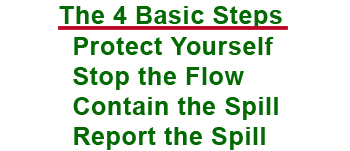 The 4 Basic Steps
Protect Yourself
Stop the Flow
Contain the Spill
Report the Spill